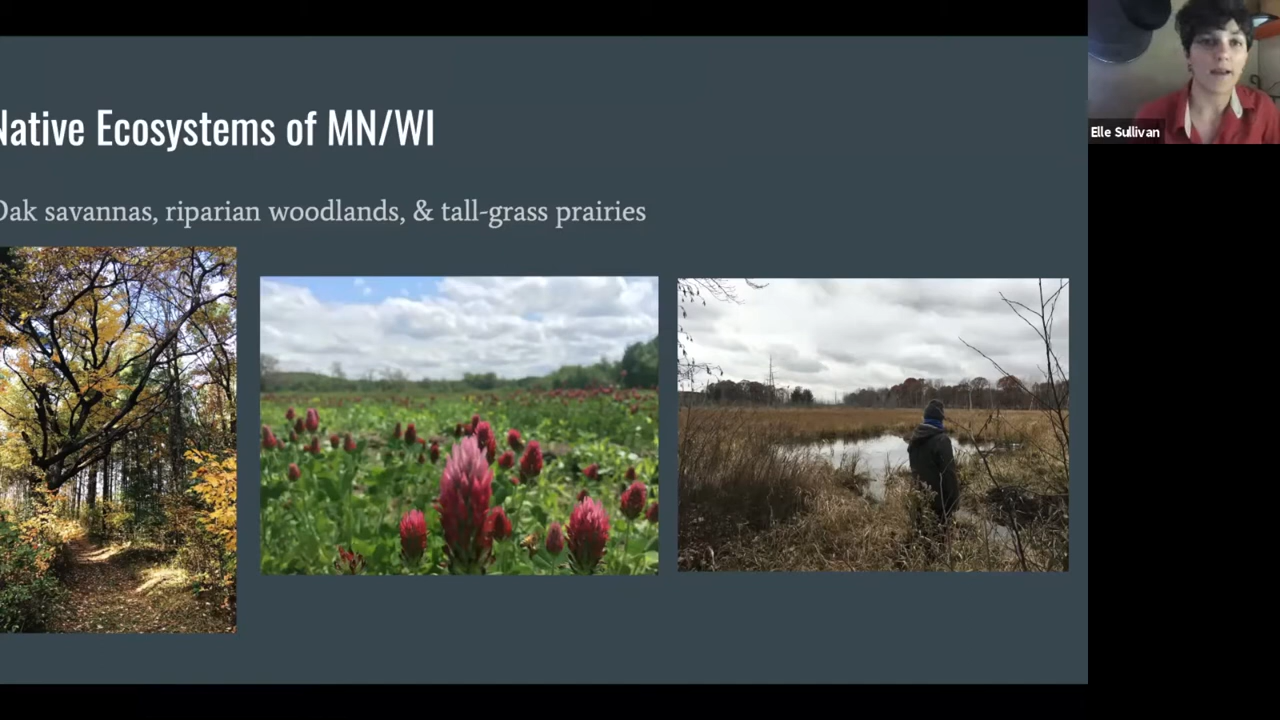 Native Ecosystems of MN/WI
Oak savannas, riparian woodlands, & tall-grass prairies
Elle Sullivan